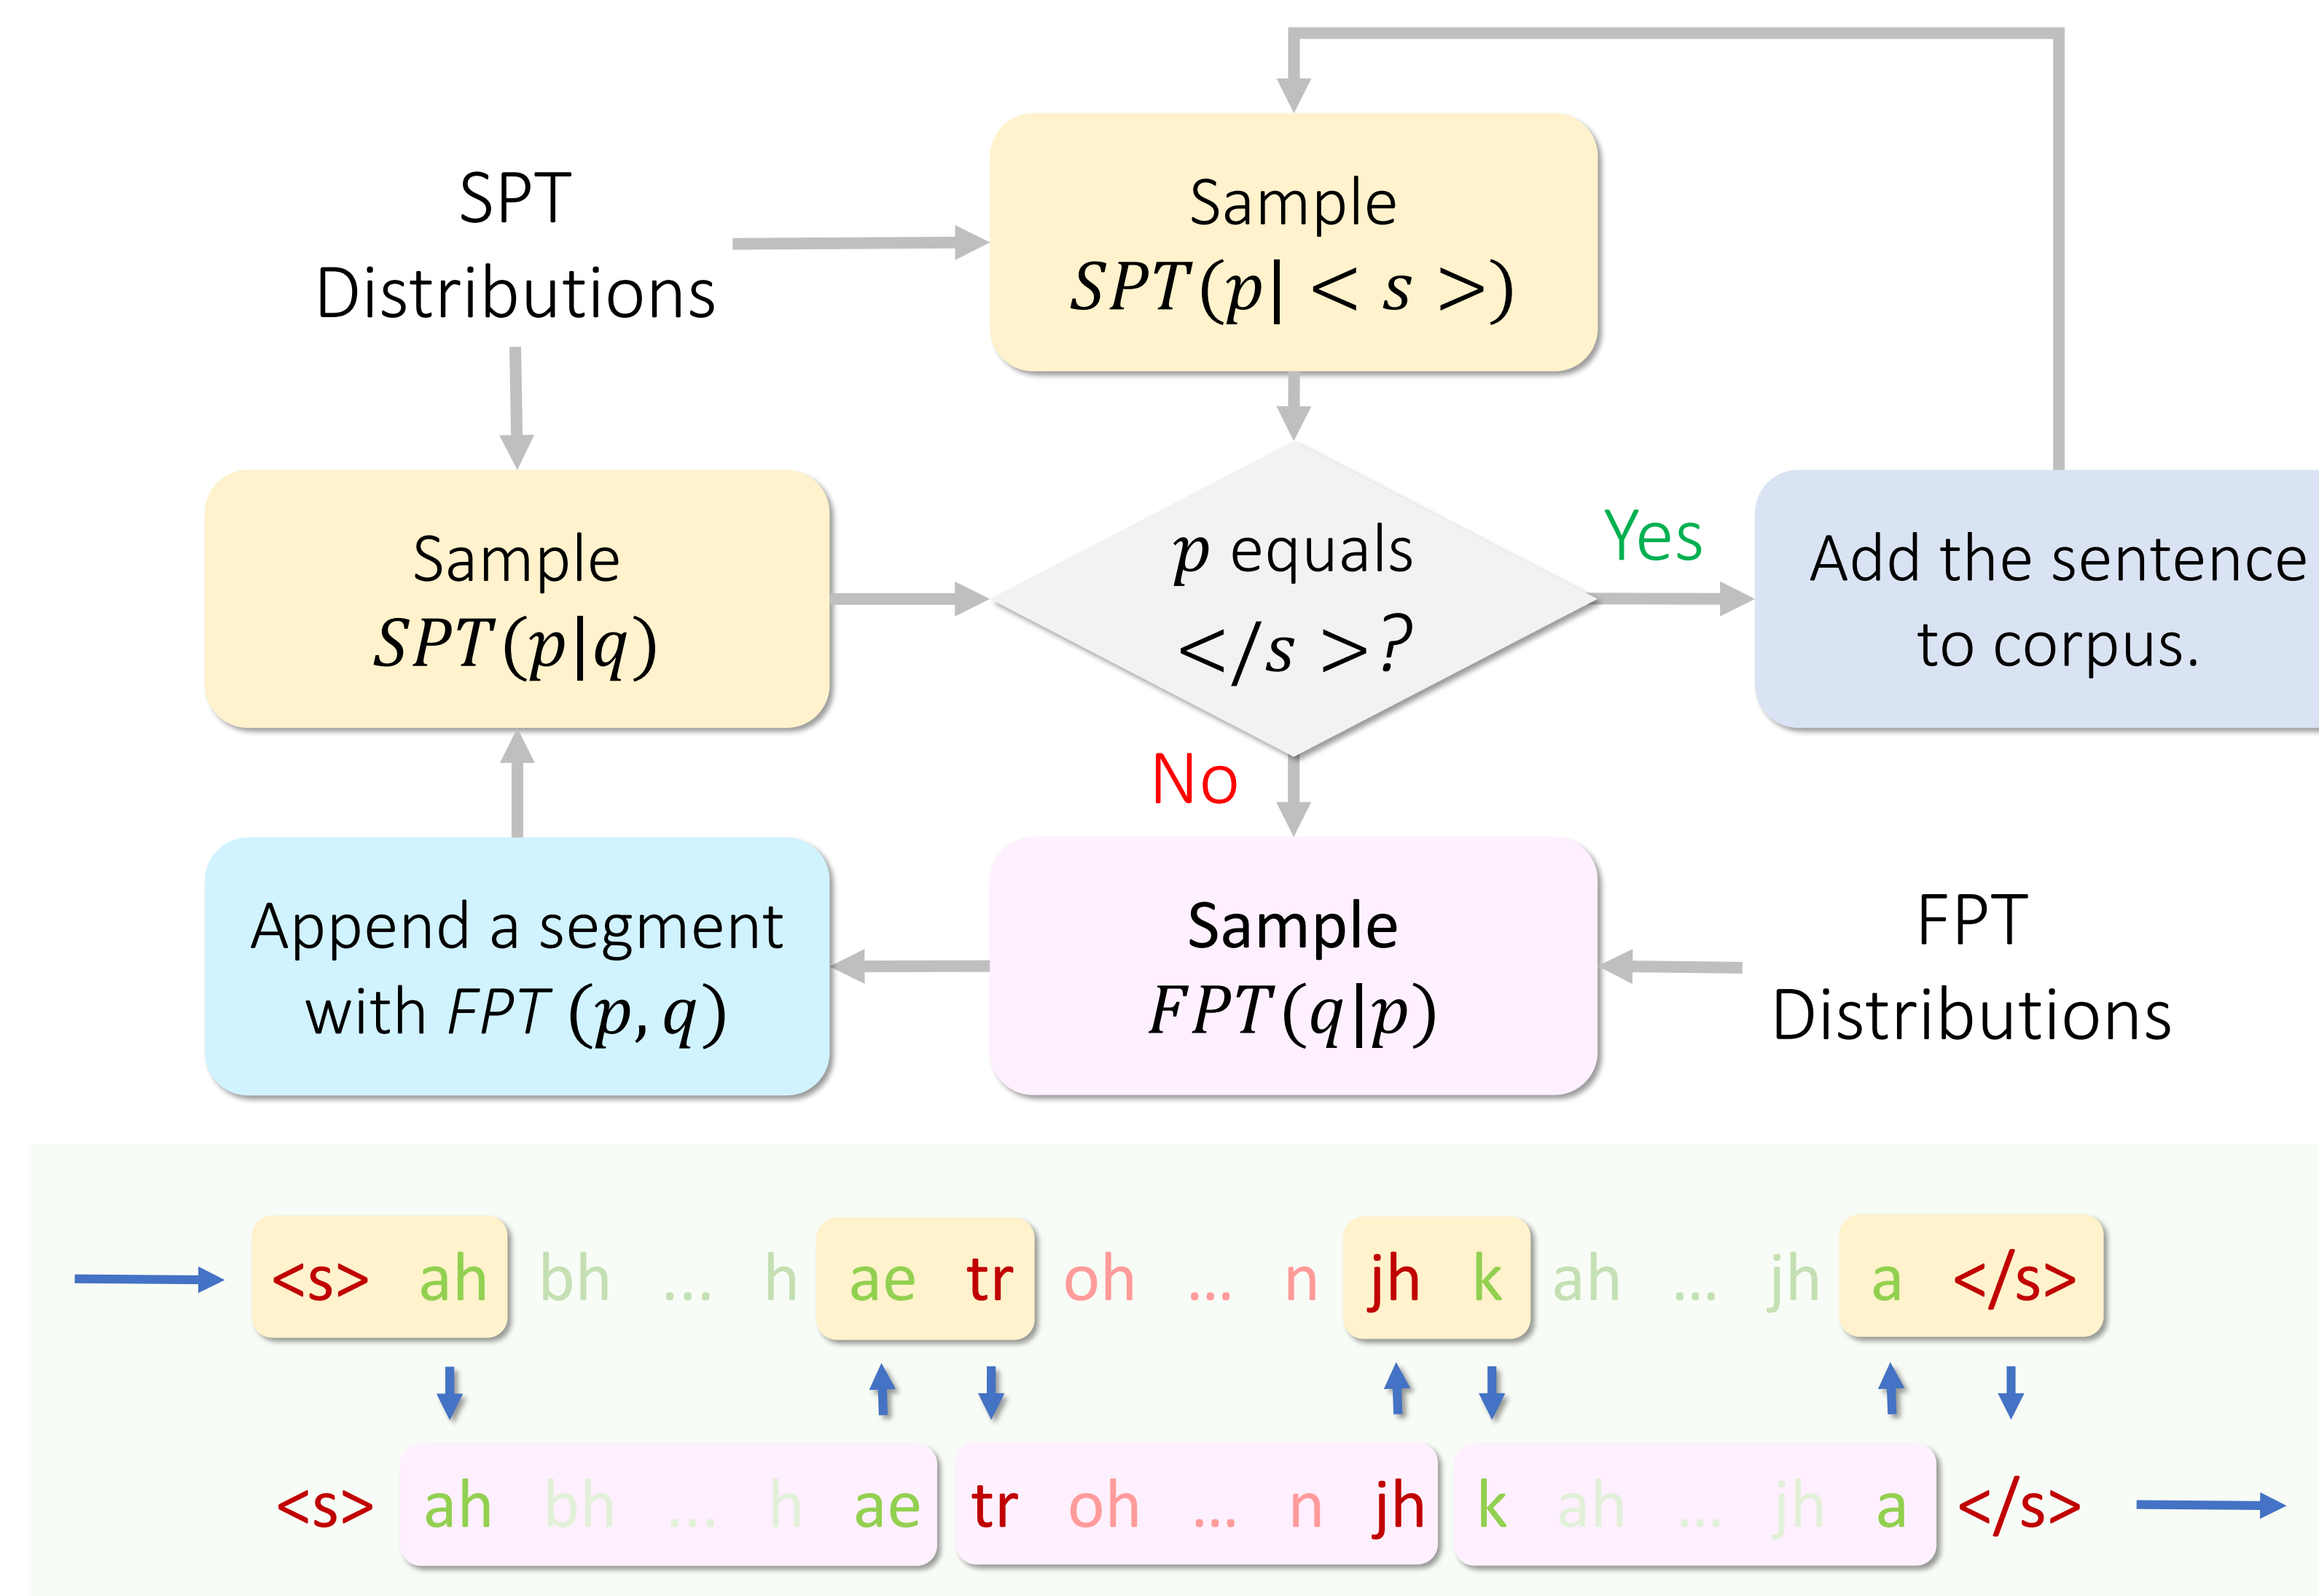 SPT
Distributions
Sample
SPT(p| < s >)
Sample
SPT(p|q)
p equals
</s >?
Yes
Add the sentence
to corpus.
No
Append a segment
with FPT (p, q)
Sample
FPT(q|p)
FPT
Distributions
<s> ah bh ... h ae tr oh ... n jh k ah ... jh a </s>
<s> ah bh ... h ae tr oh ... n jh k ah ... jh a </s>